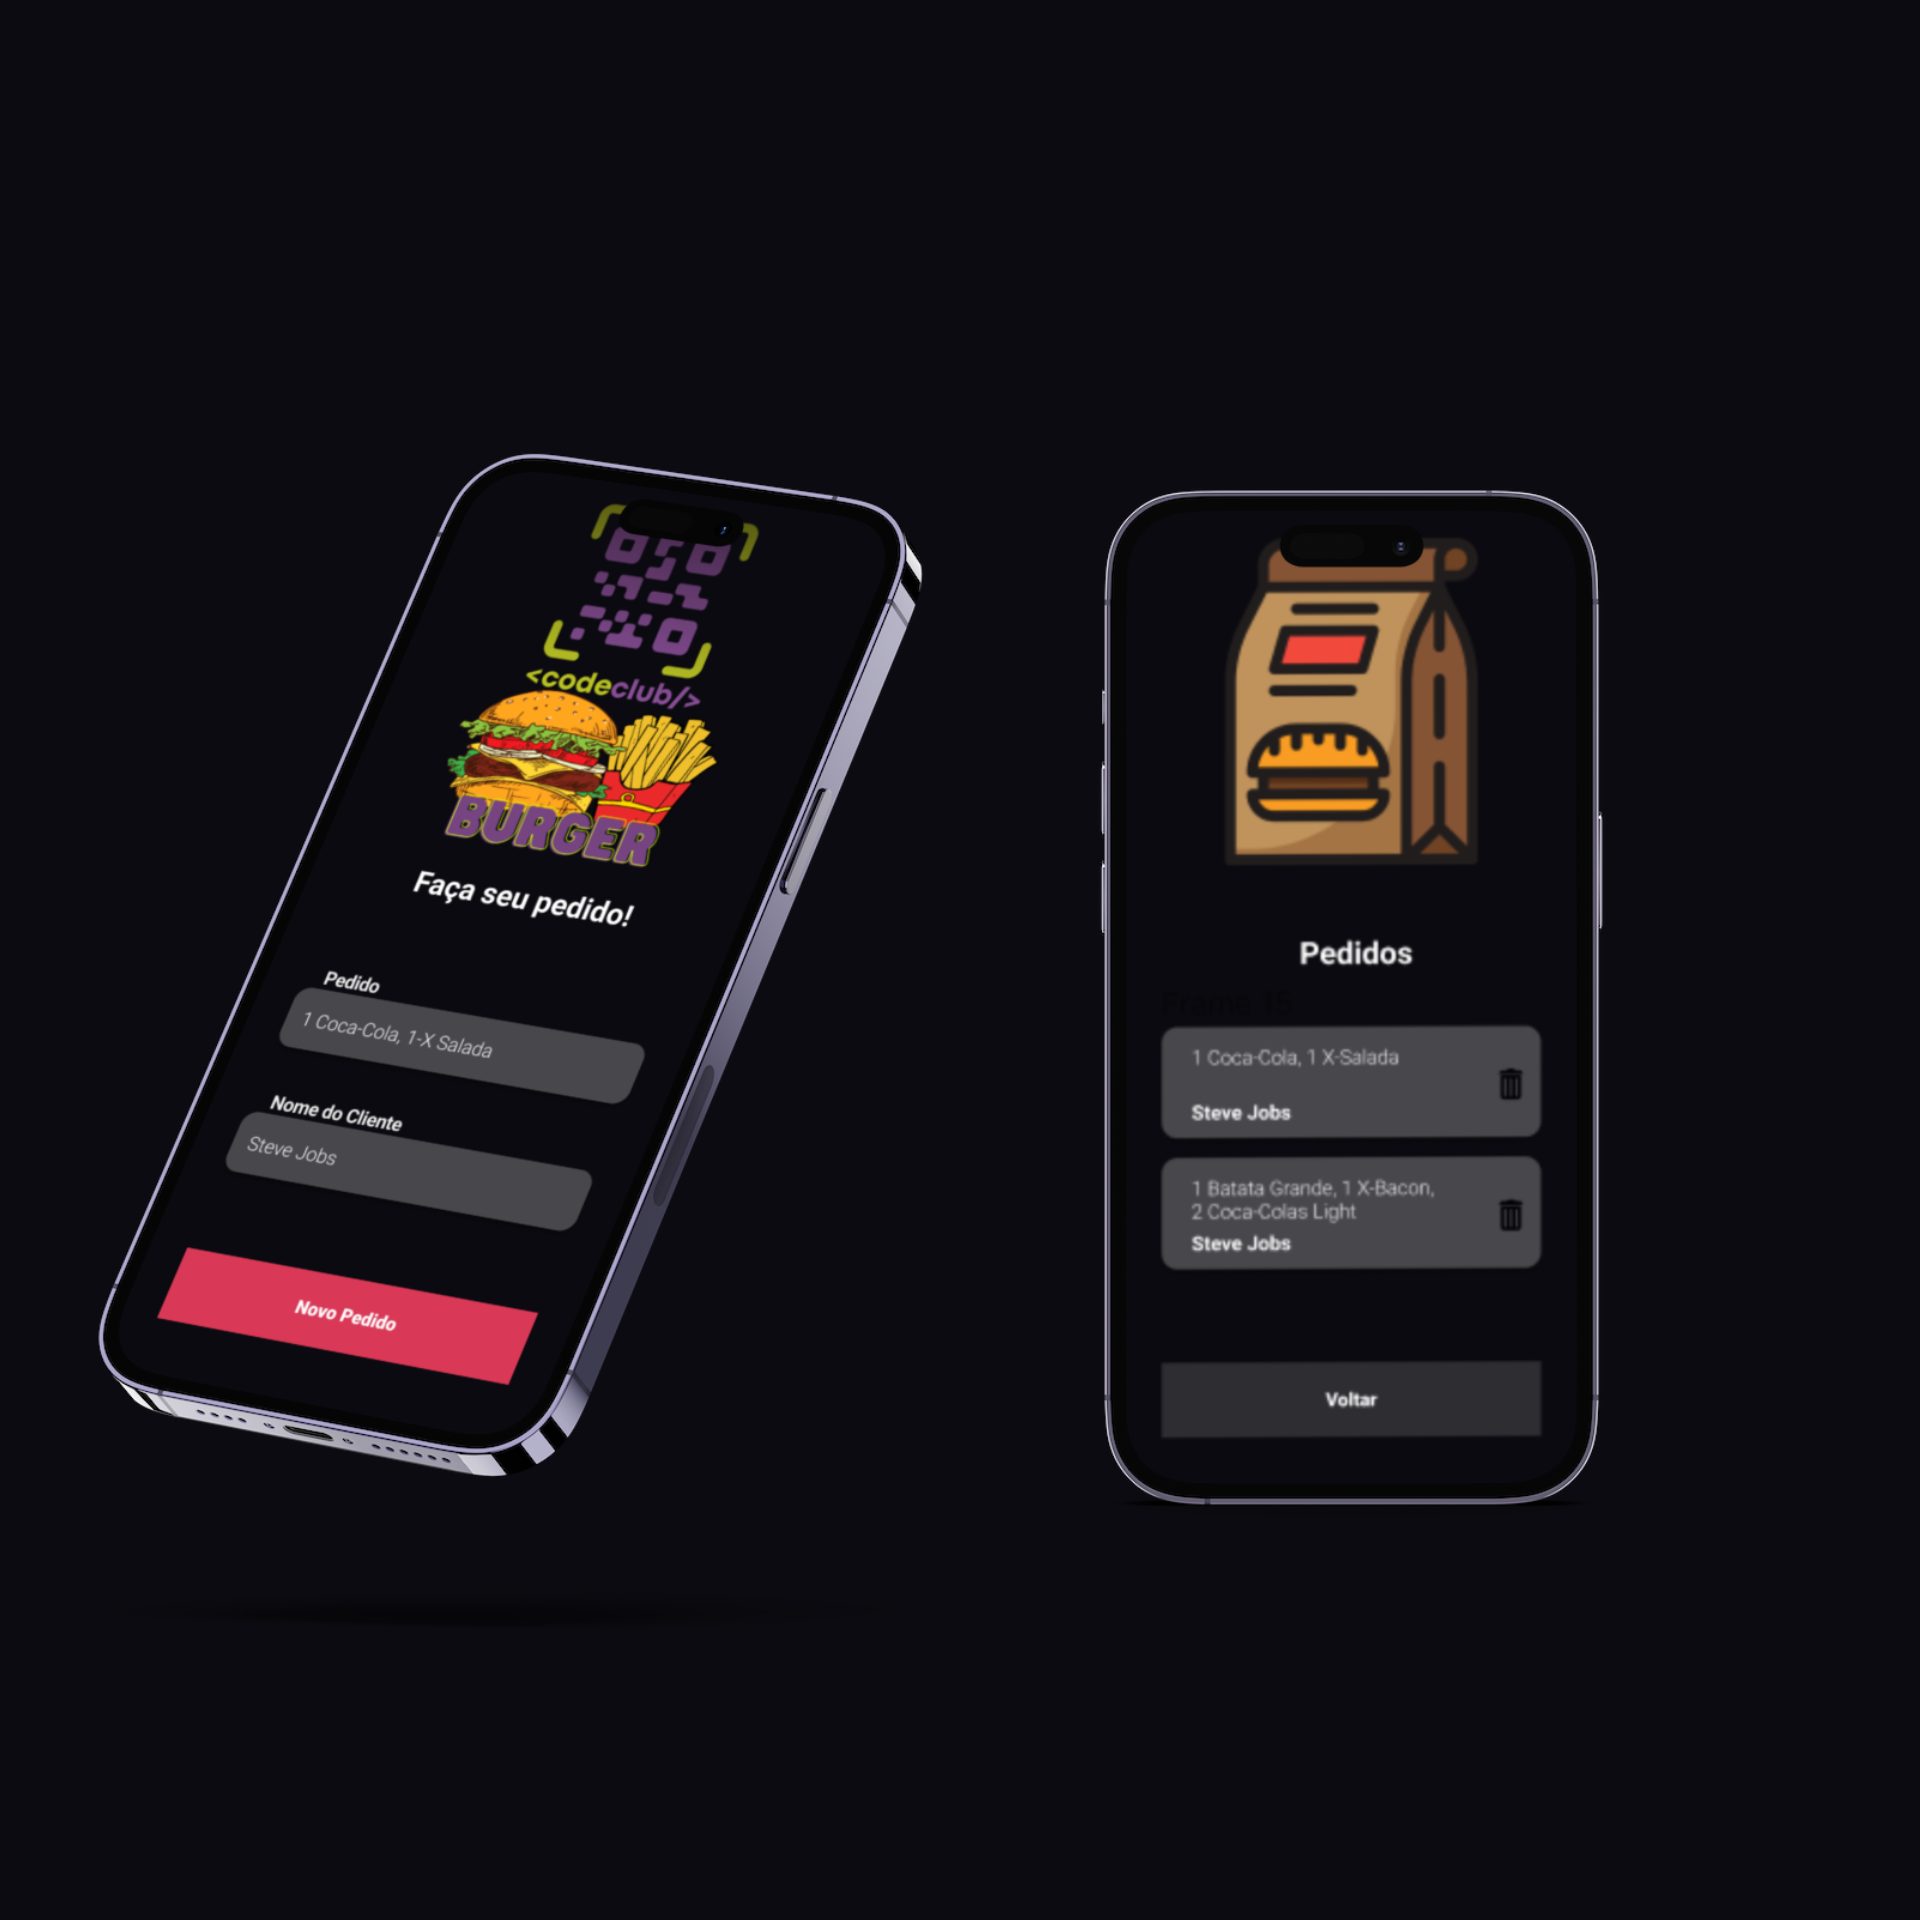 <codeclub/>
BURGER
Faça seu pedido!
Pedido
1 Coca-Cola, 1-X Salada
Nome do Cliente
Steve Jobs
Novo Pedido
Pedidos
Frame 15
1 Coca-Cola, 1 X-Salada
Steve Jobs
1 Batata Grande, 1 X-Bacon,
2 Coca-Colas Light
Steve Jobs
Voltar